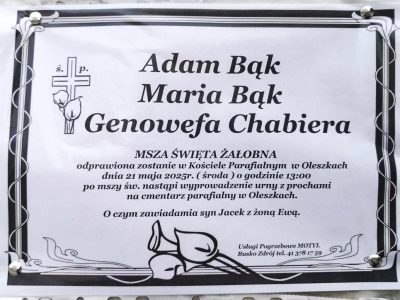 ś. p.
Adam Bąk
Maria Bąk
Genowefa Chabiera
MSZA ŚWIĘTA ŻAŁOBNA
odprawiona zostanie w Kościele Parafialnym w Oleszkach
dnia 21 maja 2025r. ( środa ) o godzinie 13:00
po mszy św. nastąpi wyprowadzenie urny z prochami
na cmentarz parafialny w Oleszkach.
O czym zawiadamia syn Jacek z żoną Ewą.
Usługi Pogrzebowe MOTYL
Busko Zdrój tel. 41 378 17 59